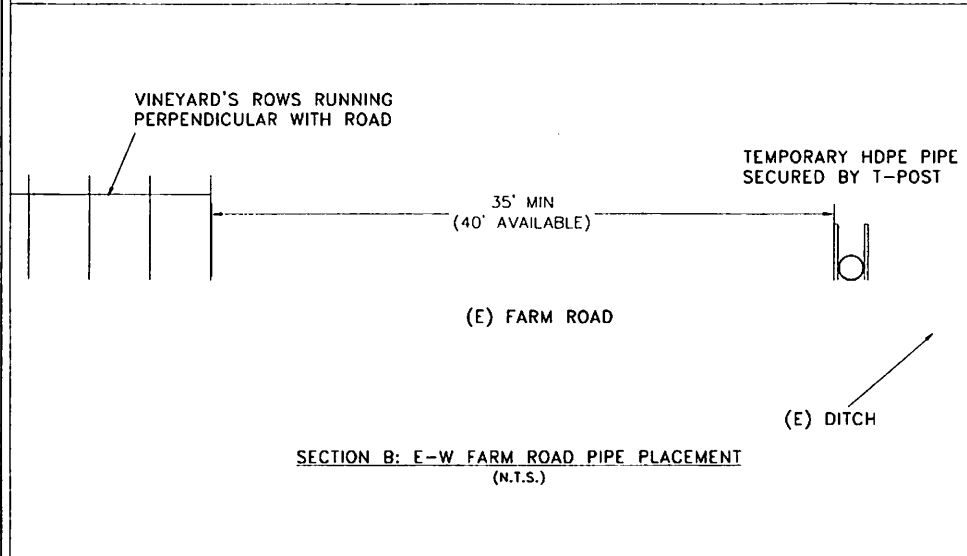 VINEYARD'S ROWS RUNNING
PERPENDICULAR WITH ROAD
TEMPORARY HDPE PIPE
SECURED BY T-POST
35' MIN
(40' AVAILABLE)
(E) FARM ROAD
(E) DITCH
SECTION B: E-W FARM ROAD PIPE PLACEMENT
(N.T.S.)